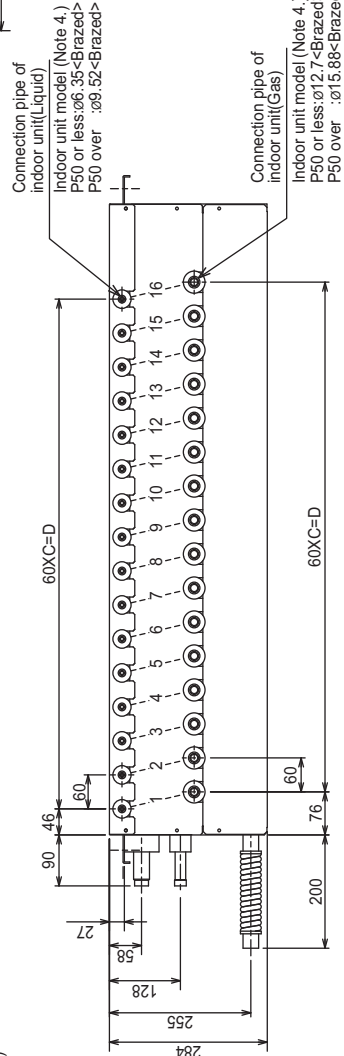 Connection pipe of
indoor unit(Liquid)
Indoor unit model (Note 4.)
P50 or less:ø6.35<Brazed>
P50 over :ø9.52<Brazed>
60XC=D
46
60
90
27
58
128
255
284
1
2
3
4
5
6
7
8
9
10
11
12
13
14
15
16
60
76
60XC=D
200
Connection pipe of
indoor unit(Gas)
Indoor unit model (Note 4.
P50 or less:ø12.7<Brazed
P50 over :ø15.88<Braze